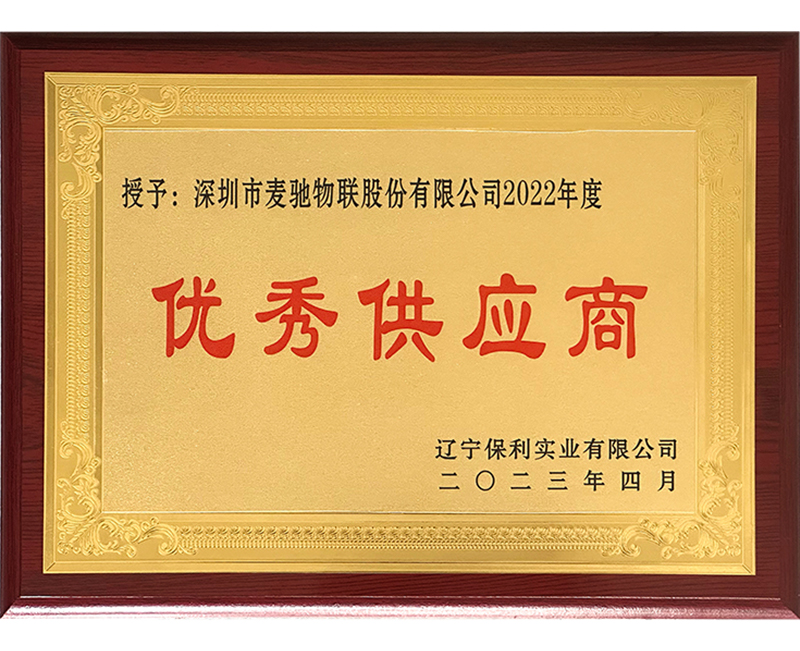 授予：深圳市麦驰物联股份有限公司2022年度
优秀供应商
辽宁保利实业有限公司
二〇二三年四月